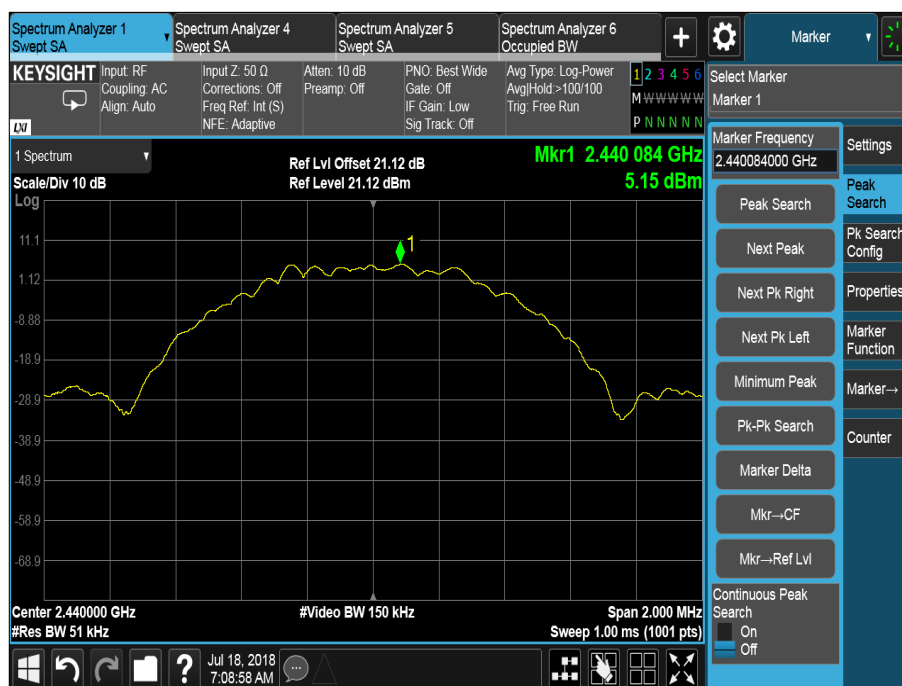 Spectrum Analyzer 1
Swept SA
Spectrum Analyzer 4
Swept SA
Spectrum Analyzer 5
Swept SA
Spectrum Analyzer 6
Occupied BW
+
Marker
KEYSIGHT
LXI
Input: RF
Coupling: AC
Align: Auto
Input Z: 50 Ω
Corrections: Off
Freq Ref: Int (S)
NFE: Adaptive
Atten: 10 dB
Preamp: Off
PNO: Best Wide
Gate: Off
IF Gain: Low
Sig Track: Off
Avg Type: Log-Power
Avg|Hold:>100/100
Trig: Free Run
1 2 3 4 5 6
M W W W W W
P N N N N N
Select Marker
Marker 1
1 Spectrum
Scale/Div 10 dB
Log
Ref Lvl Offset 21.12 dB
Ref Level 21.12 dBm
Mkr1 2.440 084 GHz
5.15 dBm
1
11.1
1.12
-8.88
-18.9
-28.9
-38.9
-48.9
-58.9
-68.9
Center 2.440000 GHz
#Res BW 51 kHz
#Video BW 150 kHz
Span 2.000 MHz
Sweep 1.00 ms (1001 pts)
Marker Frequency
2.440084000 GHz
Peak Search
Next Peak
Next Pk Right
Next Pk Left
Minimum Peak
Pk-Pk Search
Marker Delta
Mkr→CF
Mkr→Ref Lvl
Continuous Peak
Search
On
Off
Settings
Peak
Search
Pk Search
Config
Properties
Marker
Function
Marker→
Counter
?
Jul 18, 2018
7:08:58 AM